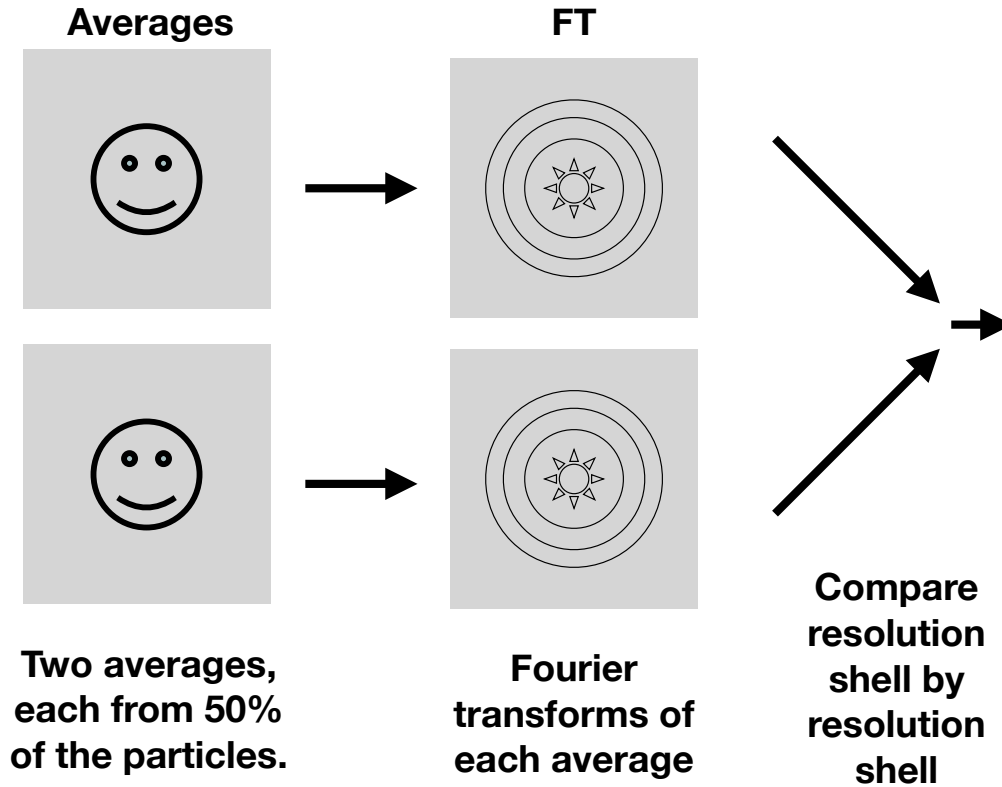 Averages
FT
Two averages,
each from 50%
of the particles.
Fourier
transforms of
each average
Compare
resolution
shell by
resolution
shell